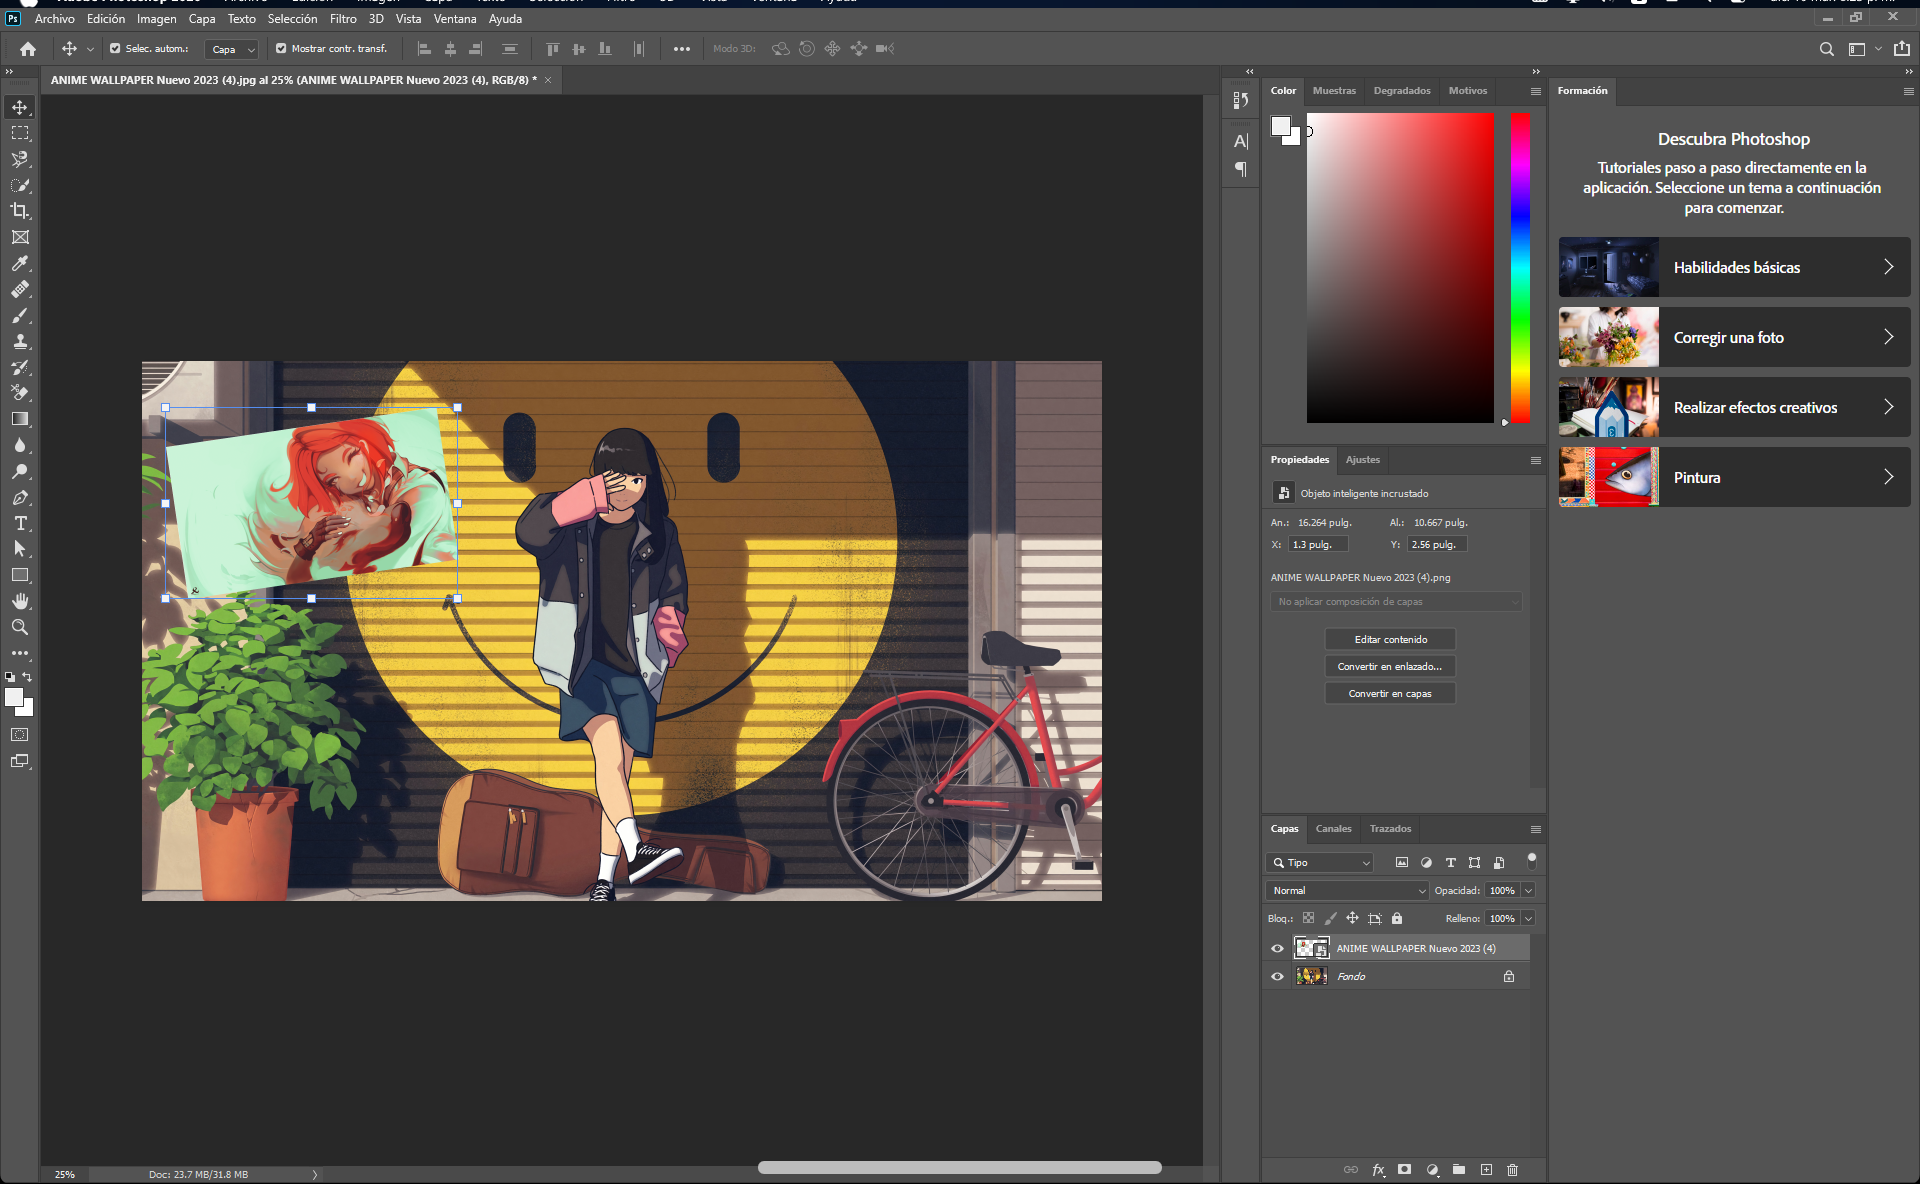 Ps Archivo Edición Imagen Capa Texto Selección Filtro 3D Vista Ventana Ayuda
Selec. autom.: Capa Mostrar contr. transf. Modo 3D:
ANIME WALLPAPER Nuevo 2023 (4).jpg al 25% (ANIME WALLPAPER Nuevo 2023 (4), RGB/8) *
Color Muestras Degradados Motivos
Formación
Descubra Photoshop
Tutoriales paso a paso directamente en la
aplicación. Seleccione un tema a continuación
para comenzar.
Habilidades básicas
Corregir una foto
Realizar efectos creativos
Pintura
Propiedades Ajustes
Objeto inteligente incrustado
An.: 16.264 pulg. Al.: 10.667 pulg.
X: 1.3 pulg. Y: 2.56 pulg.
ANIME WALLPAPER Nuevo 2023 (4).png
No aplicar composición de capas
Editar contenido
Convertir en enlazado...
Convertir en capas
Capas Canales Trazados
Tipo
Normal Opacidad: 100%
Bloq.: Relleno: 100%
ANIME WALLPAPER Nuevo 2023 (4)
Fondo
25% Doc: 23.7 MB/31.8 MB